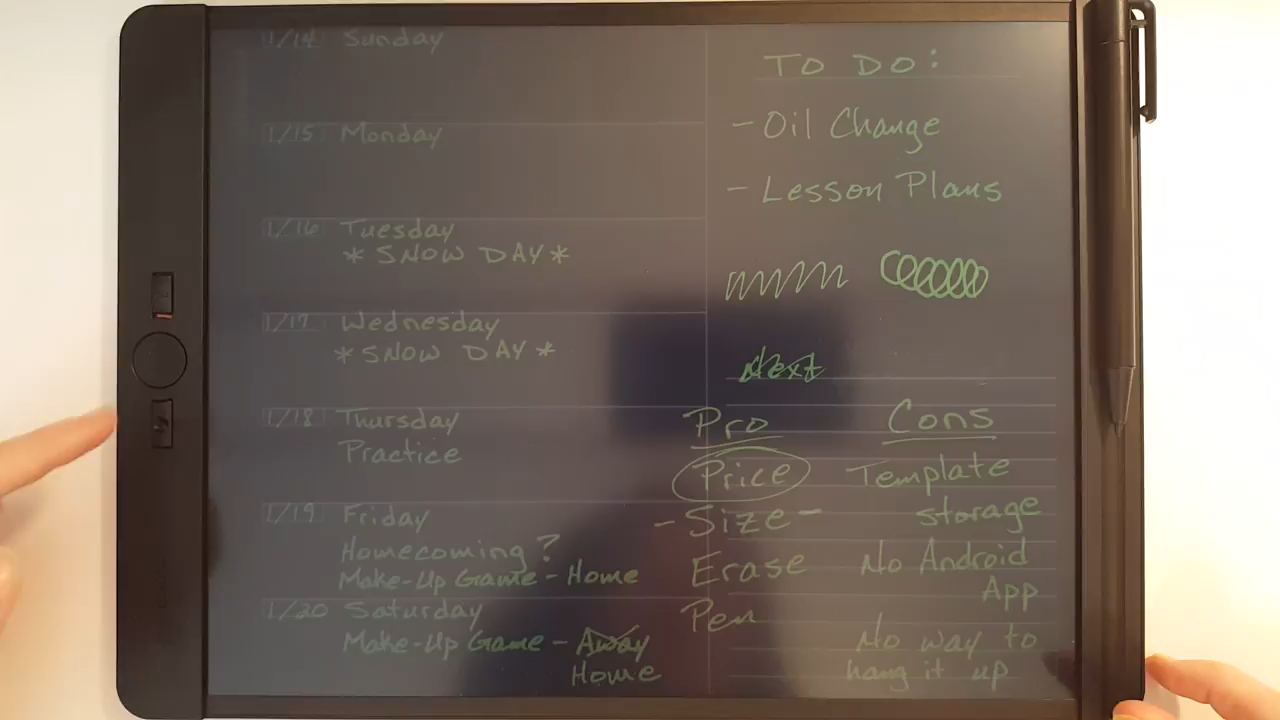 1/14 Sunday
1/15 Monday
1/16 Tuesday
* SNOW DAY *
1/17 Wednesday
* SNOW DAY *
1/18 Thursday
Practice
1/19 Friday
Homecoming?
Make-Up Game - Home
1/20 Saturday
Make-Up Game - Away
Home
TO DO:
- Oil Change
- Lesson Plans
Next
Pro
Price
- Size -
Erase
Pen
Cons
Template
storage
No Android
App
No way to
hang it up